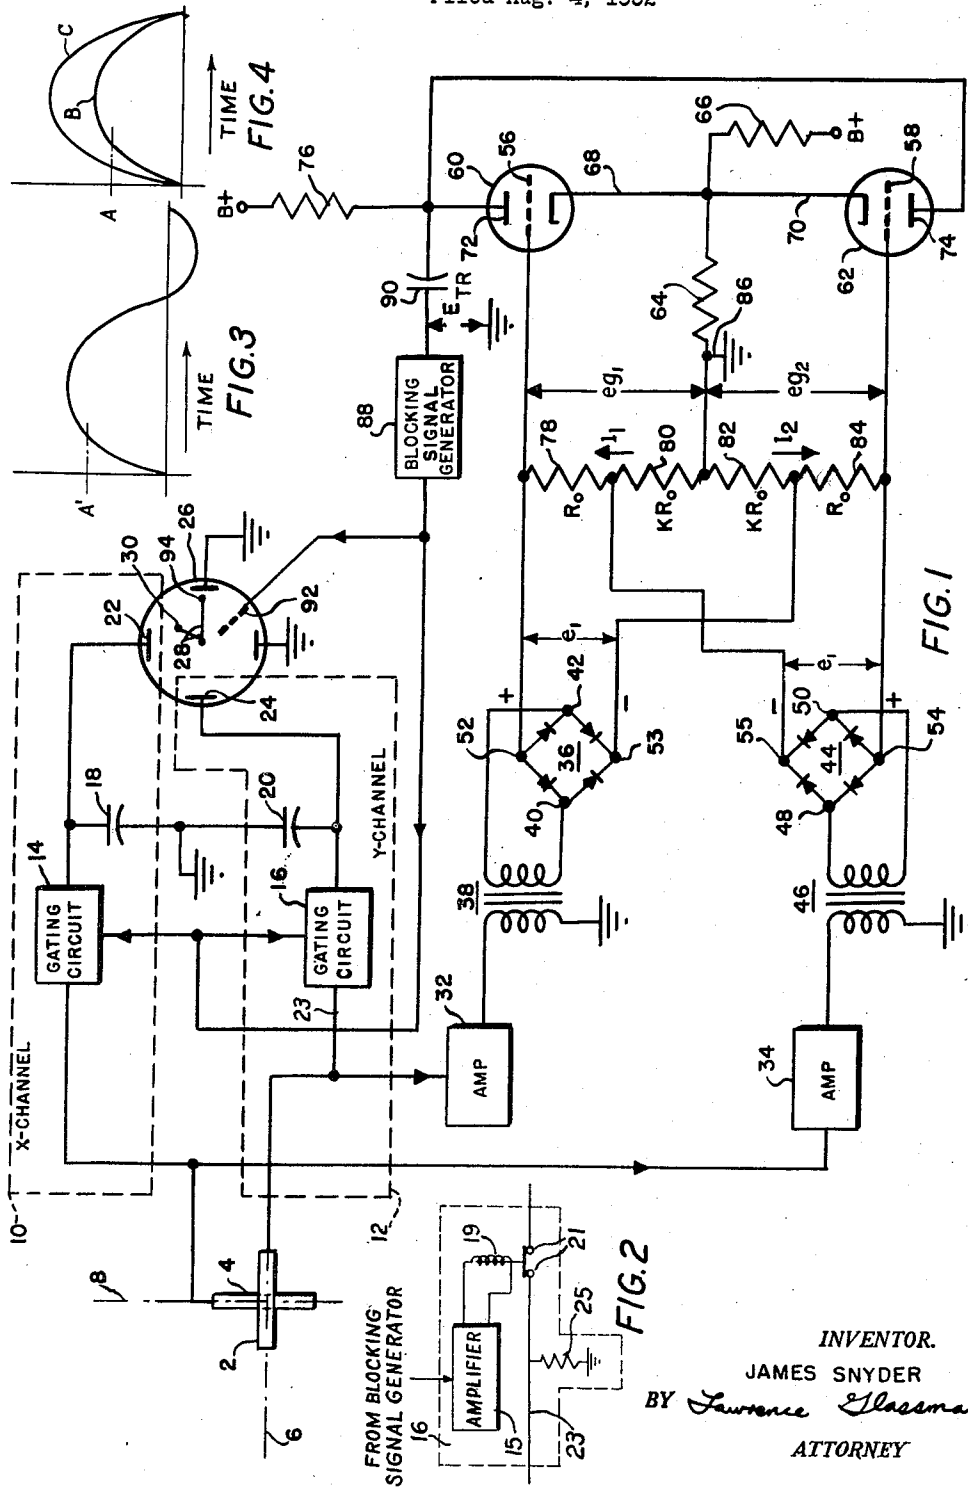 Filed Aug. 4, 1952
C
B
A
TIME
FIG.4
A'
TIME
FIG.3
B+
76
60
56
72
68
66
B+
70
62
58
74
64
86
90
E TR
88
BLOCKING
SIGNAL
GENERATOR
eg1
eg2
78
80
82
84
I1
I2
Ro
KRo
KRo
Ro
FIG.1
X-CHANNEL
10
14
GATING
CIRCUIT
18
22
30
94
26
28
92
24
20
16
GATING
CIRCUIT
23
Y-CHANNEL
12
e1
e1
+
-
-
+
52
42
36
53
40
38
55
50
44
54
48
46
32
AMP
34
AMP
8
4
2
6
FROM BLOCKING
SIGNAL GENERATOR
16
AMPLIFIER
15
19
21
25
23
FIG.2
INVENTOR.
JAMES SNYDER
BY Lawrence Glassma
ATTORNEY